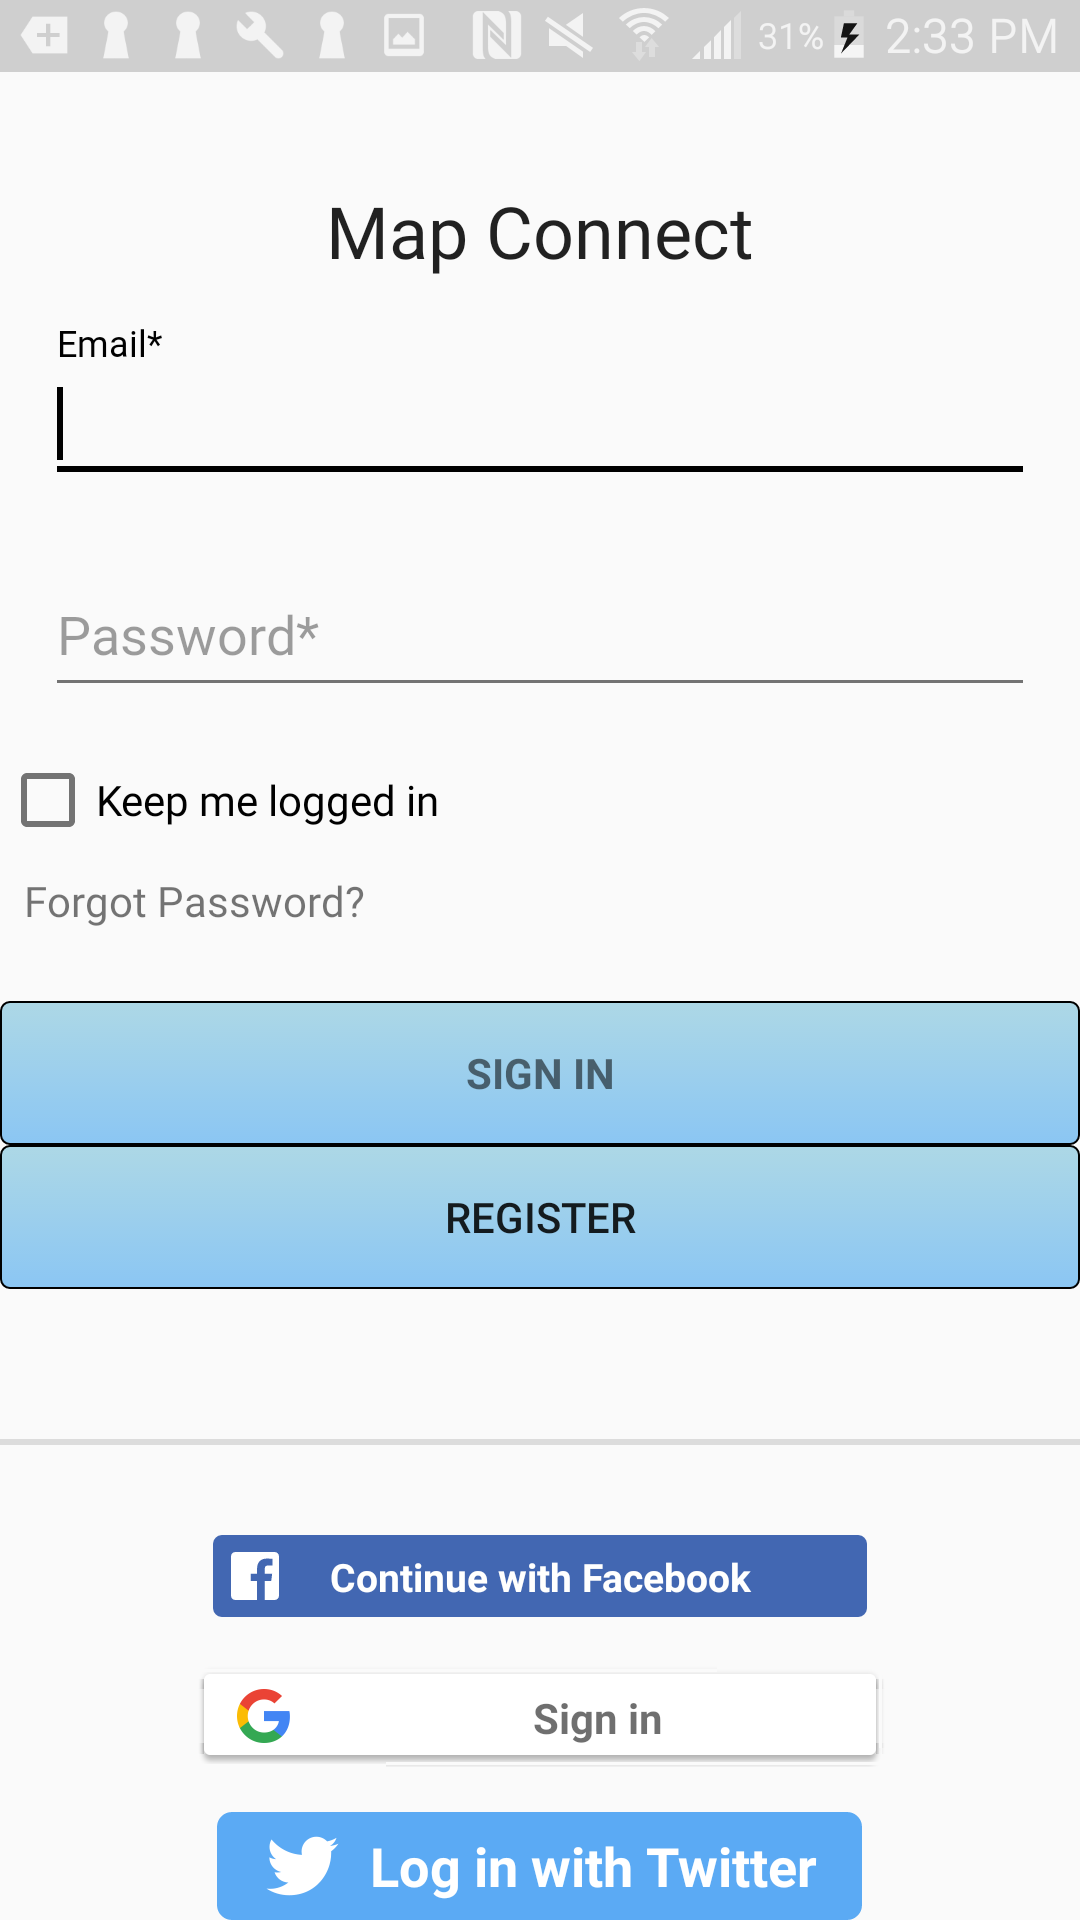 31% 2:33 PM
Map Connect
Email*
Password*
Keep me logged in
Forgot Password?
SIGN IN
REGISTER
Continue with Facebook
Sign in
Log in with Twitter